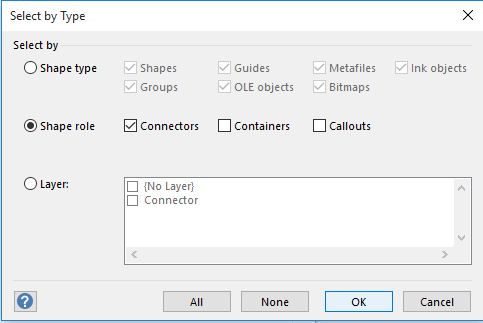 Select by Type
Select by
Shape type Shapes Guides Metafiles Ink objects
Groups OLE objects Bitmaps
Shape role Connectors Containers Callouts
Layer: {No Layer}
Connector
? All None OK Cancel